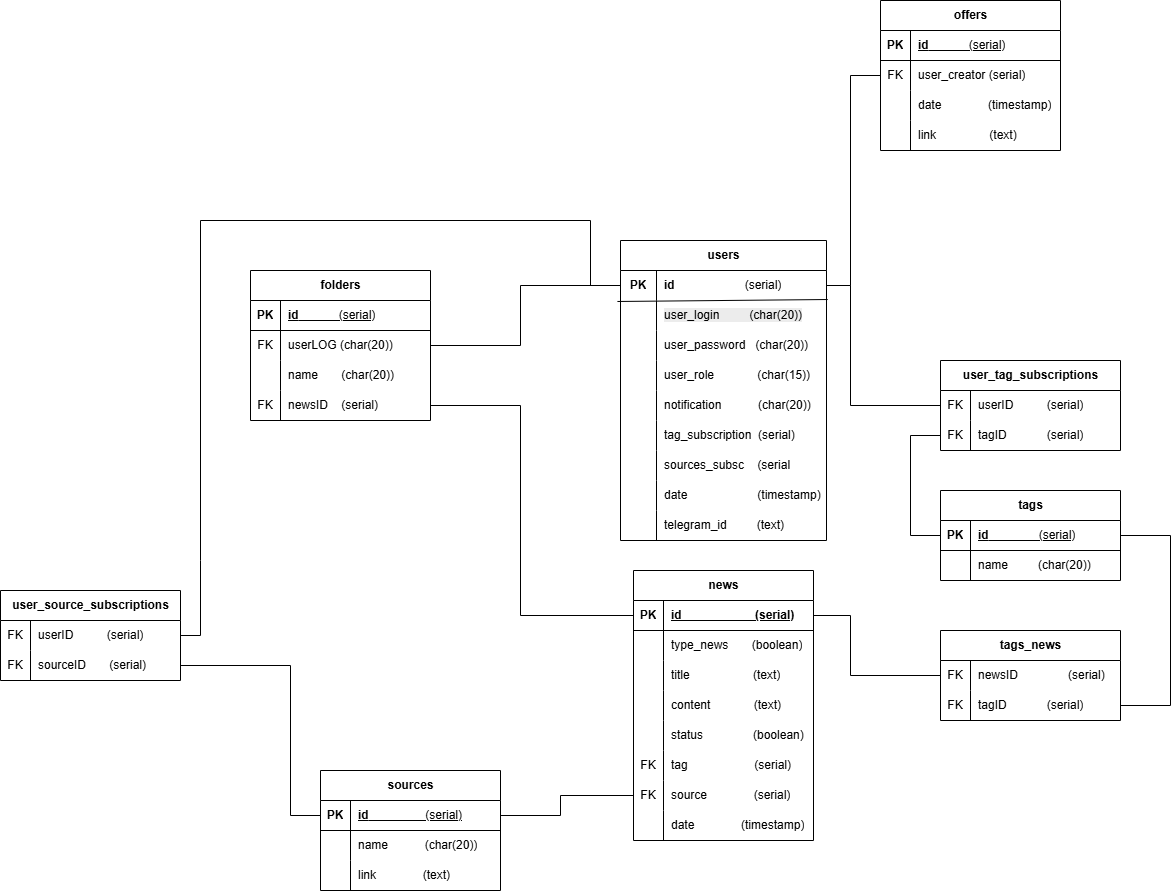 offers
PK id (serial)
FK user_creator (serial)
date (timestamp)
link (text)
users
PK id (serial)
user_login (char(20))
user_password (char(20))
user_role (char(15))
notification (char(20))
tag_subscription (serial)
sources_subsc (serial
date (timestamp)
telegram_id (text)
folders
PK id (serial)
FK userLOG (char(20))
name (char(20))
FK newsID (serial)
user_tag_subscriptions
FK userID (serial)
FK tagID (serial)
tags
PK id (serial)
name (char(20))
user_source_subscriptions
FK userID (serial)
FK sourceID (serial)
news
PK id (serial)
type_news (boolean)
title (text)
content (text)
status (boolean)
FK tag (serial)
FK source (serial)
date (timestamp)
tags_news
FK newsID (serial)
FK tagID (serial)
sources
PK id (serial)
name (char(20))
link (text)